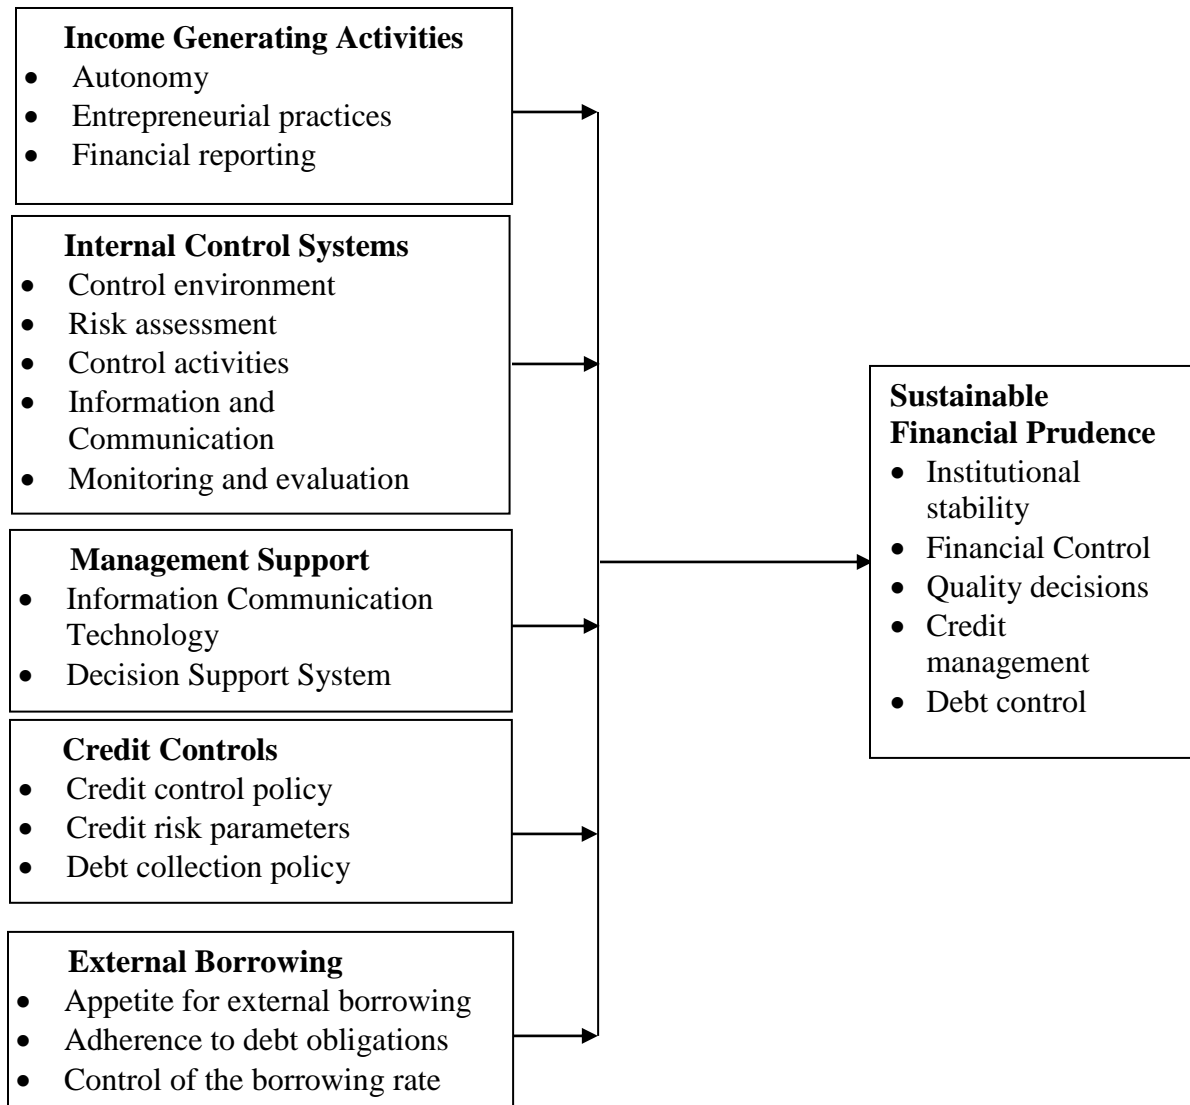 Income Generating Activities
• Autonomy
• Entrepreneurial practices
• Financial reporting
Internal Control Systems
• Control environment
• Risk assessment
• Control activities
• Information and
Communication
• Monitoring and evaluation
Management Support
• Information Communication
Technology
• Decision Support System
Credit Controls
• Credit control policy
• Credit risk parameters
• Debt collection policy
External Borrowing
• Appetite for external borrowing
• Adherence to debt obligations
• Control of the borrowing rate
Sustainable
Financial Prudence
• Institutional
stability
• Financial Control
• Quality decisions
• Credit
management
• Debt control